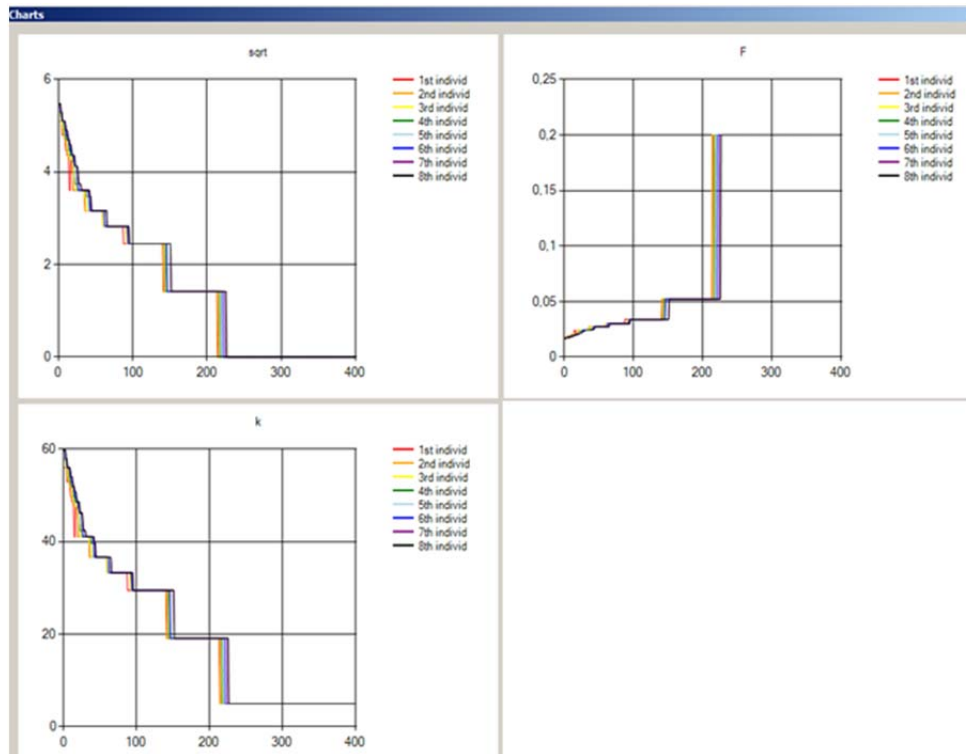 Charts
sqrt
6
4
2
0
0 100 200 300 400
1st individ
2nd individ
3rd individ
4th individ
5th individ
6th individ
7th individ
8th individ
F
0,25
0,2
0,15
0,1
0,05
0
0 100 200 300 400
1st individ
2nd individ
3rd individ
4th individ
5th individ
6th individ
7th individ
8th individ
k
60
40
20
0
0 100 200 300 400
1st individ
2nd individ
3rd individ
4th individ
5th individ
6th individ
7th individ
8th individ